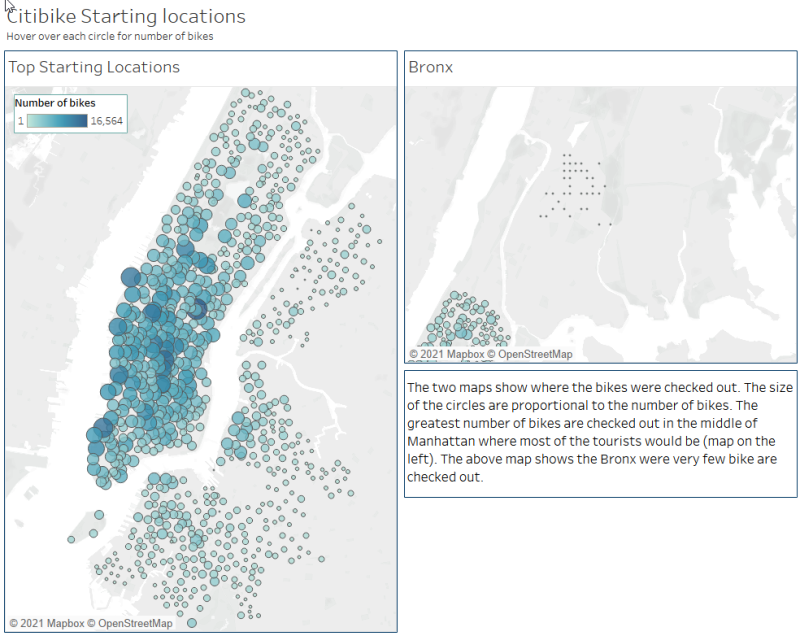 Citibike Starting locations
Hover over each circle for number of bikes
Top Starting Locations
Number of bikes
1 16,564
© 2021 Mapbox © OpenStreetMap
Bronx
© 2021 Mapbox © OpenStreetMap
The two maps show where the bikes were checked out. The size
of the circles are proportional to the number of bikes. The
greatest number of bikes are checked out in the middle of
Manhattan where most of the tourists would be (map on the
left). The above map shows the Bronx were very few bike are
checked out.